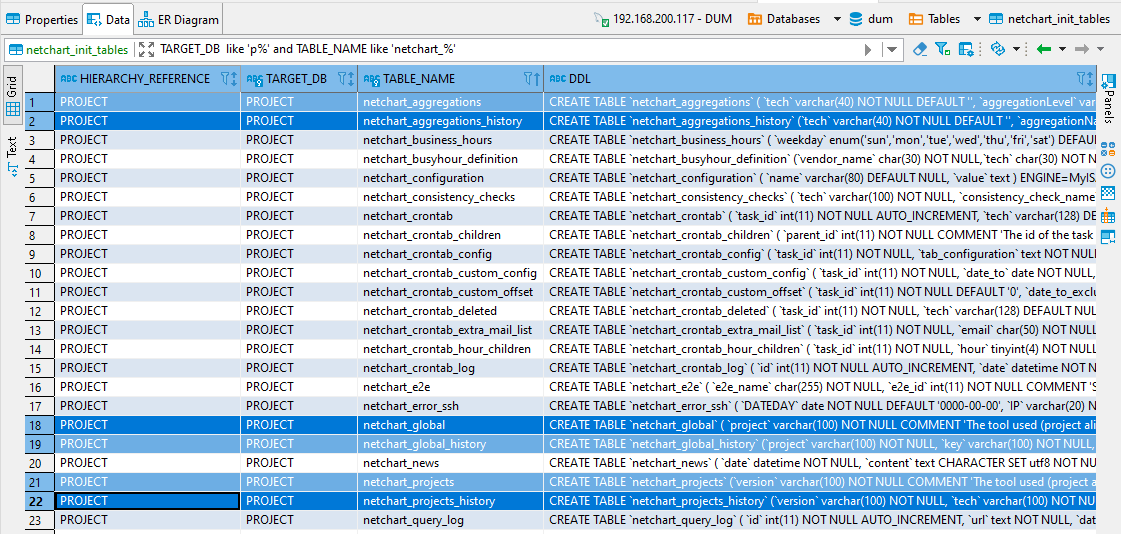 Properties Data ER Diagram 192.168.200.117 - DUM Databases dum Tables netchart_init_tables
netchart_init_tables TARGET_DB like 'p%' and TABLE_NAME like 'netchart_%'
Grid
Text
Panels
ABC HIERARCHY_REFERENCE ABC TARGET_DB ABC TABLE_NAME ABC DDL
1 PROJECT PROJECT netchart_aggregations CREATE TABLE `netchart_aggregations` ( `tech` varchar(40) NOT NULL DEFAULT '', `aggregationLevel` var
2 PROJECT PROJECT netchart_aggregations_history CREATE TABLE `netchart_aggregations_history` (`tech` varchar(40) NOT NULL DEFAULT '', `aggregationNa
3 PROJECT PROJECT netchart_business_hours CREATE TABLE `netchart_business_hours` ( `weekday` enum('sun','mon','tue','wed','thu','fri','sat') DEFAU
4 PROJECT PROJECT netchart_busyhour_definition CREATE TABLE `netchart_busyhour_definition` (`vendor_name` char(30) NOT NULL,`tech` char(30) NOT N
5 PROJECT PROJECT netchart_configuration CREATE TABLE `netchart_configuration` ( `name` varchar(80) DEFAULT NULL, `value` text ) ENGINE=MyIS
6 PROJECT PROJECT netchart_consistency_checks CREATE TABLE `netchart_consistency_checks` ( `tech` varchar(100) NOT NULL, `consistency_check_name
7 PROJECT PROJECT netchart_crontab CREATE TABLE `netchart_crontab` ( `task_id` int(11) NOT NULL AUTO_INCREMENT, `tech` varchar(128) DE
8 PROJECT PROJECT netchart_crontab_children CREATE TABLE `netchart_crontab_children` ( `parent_id` int(11) NOT NULL COMMENT 'The id of the task
9 PROJECT PROJECT netchart_crontab_config CREATE TABLE `netchart_crontab_config` ( `task_id` int(11) NOT NULL, `tab_configuration` text NOT NULL
10 PROJECT PROJECT netchart_crontab_custom_config CREATE TABLE `netchart_crontab_custom_config` ( `task_id` int(11) NOT NULL, `date_to` date NOT NULL,
11 PROJECT PROJECT netchart_crontab_custom_offset CREATE TABLE `netchart_crontab_custom_offset` ( `task_id` int(11) NOT NULL DEFAULT '0', `date_to_exclu
12 PROJECT PROJECT netchart_crontab_deleted CREATE TABLE `netchart_crontab_deleted` ( `task_id` int(11) NOT NULL, `tech` varchar(128) DEFAULT NUL
13 PROJECT PROJECT netchart_crontab_extra_mail_list CREATE TABLE `netchart_crontab_extra_mail_list` ( `task_id` int(11) NOT NULL, `email` char(50) NOT NULL
14 PROJECT PROJECT netchart_crontab_hour_children CREATE TABLE `netchart_crontab_hour_children` ( `task_id` int(11) NOT NULL, `hour` tinyint(4) NOT NULL
15 PROJECT PROJECT netchart_crontab_log CREATE TABLE `netchart_crontab_log` ( `id` int(11) NOT NULL AUTO_INCREMENT, `date` datetime NOT
16 PROJECT PROJECT netchart_e2e CREATE TABLE `netchart_e2e` ( `e2e_name` char(255) NOT NULL, `e2e_id` int(11) NOT NULL COMMENT 'S
17 PROJECT PROJECT netchart_error_ssh CREATE TABLE `netchart_error_ssh` ( `DATEDAY` date NOT NULL DEFAULT '0000-00-00', `IP` varchar(20) N
18 PROJECT PROJECT netchart_global CREATE TABLE `netchart_global` ( `project` varchar(100) NOT NULL COMMENT 'The tool used (project ali
19 PROJECT PROJECT netchart_global_history CREATE TABLE `netchart_global_history` (`project` varchar(100) NOT NULL, `key` varchar(100) NOT NULL,
20 PROJECT PROJECT netchart_news CREATE TABLE `netchart_news` ( `date` datetime NOT NULL, `content` text CHARACTER SET utf8 NOT
21 PROJECT PROJECT netchart_projects CREATE TABLE `netchart_projects` (`version` varchar(100) NOT NULL COMMENT 'The tool used (project a
22 PROJECT PROJECT netchart_projects_history CREATE TABLE `netchart_projects_history` (`version` varchar(100) NOT NULL, `tech` varchar(100) NOT NU
23 PROJECT PROJECT netchart_query_log CREATE TABLE `netchart_query_log` ( `id` int(11) NOT NULL AUTO_INCREMENT, `url` text NOT NULL, `dat